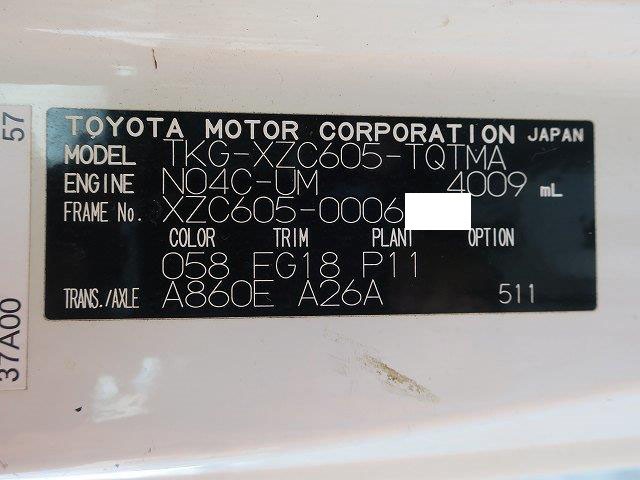 TOYOTA MOTOR CORPORATION JAPAN
MODEL TKG-XZC605-TQTMA
ENGINE N04C-UM 4009 mL
FRAME No. XZC605-0006
COLOR TRIM PLANT OPTION
058 FG18 P11
TRANS./AXLE A860E A26A 511
37A00 57